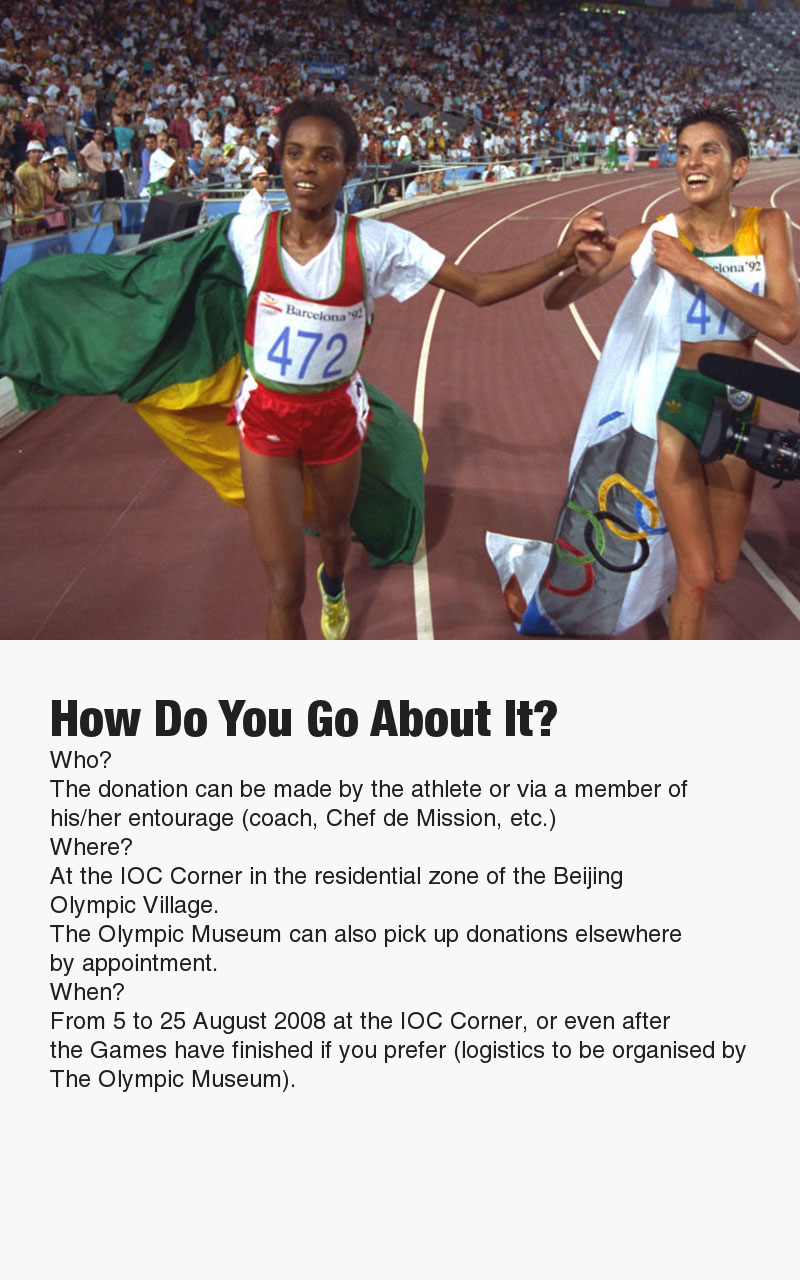 Barcelona '92
472
elona '92
How Do You Go About It?
Who?
The donation can be made by the athlete or via a member of
his/her entourage (coach, Chef de Mission, etc.)
Where?
At the IOC Corner in the residential zone of the Beijing
Olympic Village.
The Olympic Museum can also pick up donations elsewhere
by appointment.
When?
From 5 to 25 August 2008 at the IOC Corner, or even after
the Games have finished if you prefer (logistics to be organised by
The Olympic Museum).